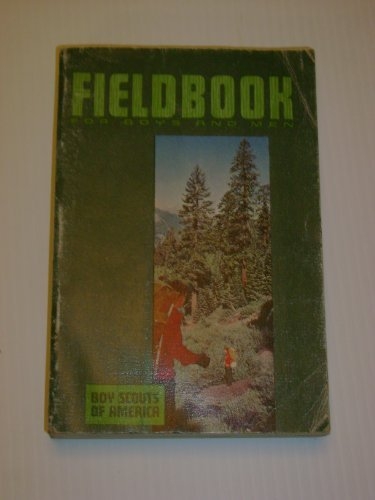 FIELDBOOK
FOR BOYS AND MEN
BOY SCOUTS
OF AMERICA